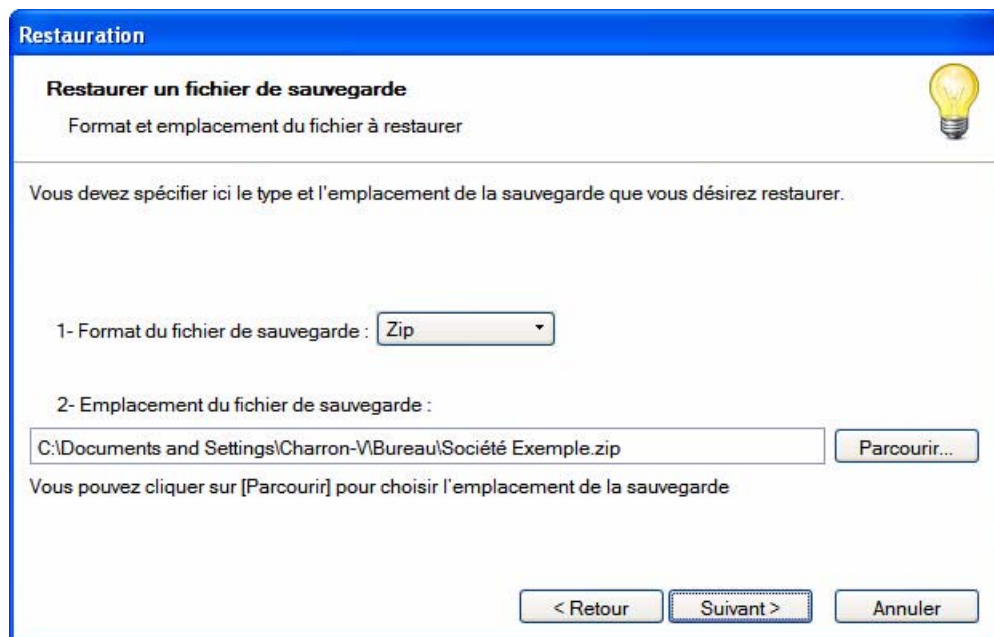 Restauration
Restaurer un fichier de sauvegarde
Format et emplacement du fichier à restaurer
Vous devez spécifier ici le type et l'emplacement de la sauvegarde que vous désirez restaurer.
1- Format du fichier de sauvegarde : Zip
2- Emplacement du fichier de sauvegarde :
C:\Documents and Settings\Charron-V\Bureau\Société Exemple.zip Parcourir...
Vous pouvez cliquer sur [Parcourir] pour choisir l'emplacement de la sauvegarde
< Retour Suivant > Annuler